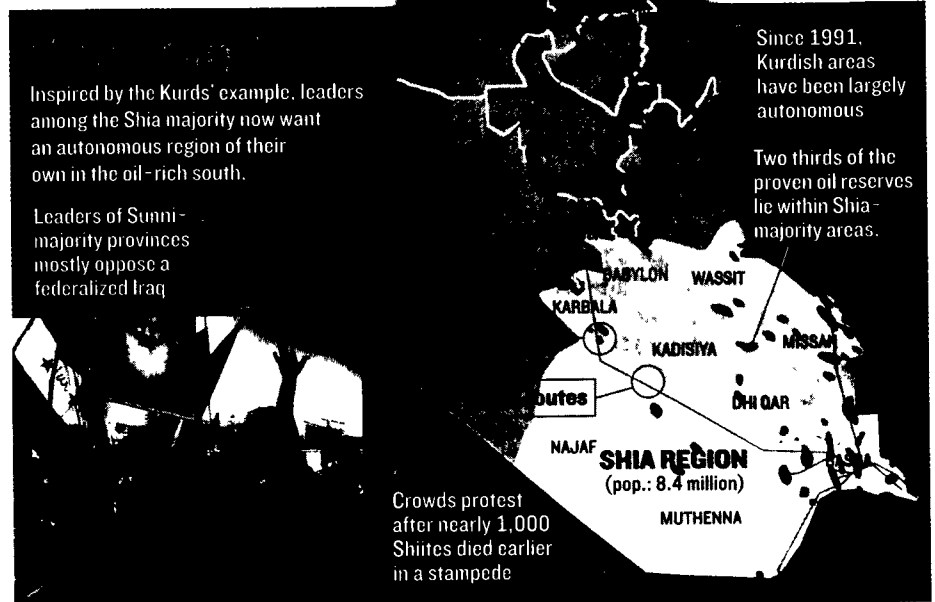 Inspired by the Kurds' example, leaders
among the Shia majority now want
an autonomous region of their
own in the oil-rich south.
Leaders of Sunni-
majority provinces
mostly oppose a
federalized Iraq
Since 1991,
Kurdish areas
have been largely
autonomous
Two thirds of the
proven oil reserves
lie within Shia-
majority areas.
BABYLON
WASSIT
KARBALA
KADISIYA
MISSAN
outes
DHI QAR
NAJAF
SHIA REGION
(pop.: 8.4 million)
MUTHENNA
Crowds protest
after nearly 1,000
Shiites died earlier
in a stampede